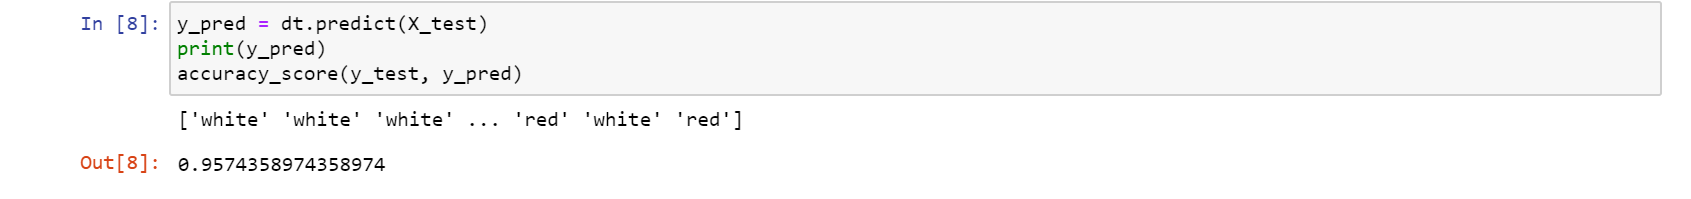 In [8]: y_pred = dt.predict(X_test)
print(y_pred)
accuracy_score(y_test, y_pred)
['white' 'white' 'white' ... 'red' 'white' 'red']
Out[8]: 0.9574358974358974